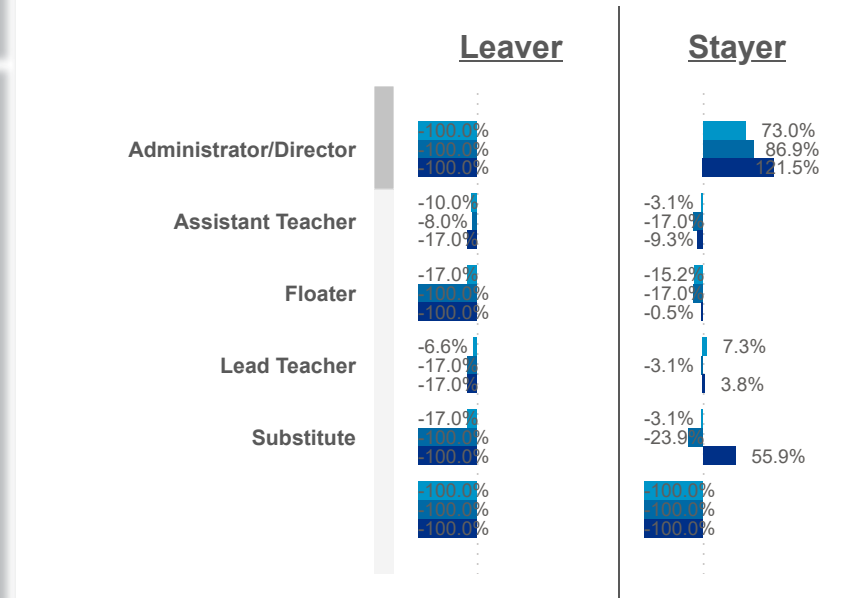 Leaver Stayer
-100.0% 73.0%
Administrator/Director -100.0% 86.9%
-100.0% 121.5%
-10.0% -3.1%
Assistant Teacher -8.0% -17.0%
-17.0% -9.3%
-17.0% -15.2%
Floater -100.0% -17.0%
-100.0% -0.5%
-6.6% 7.3%
Lead Teacher -17.0% -3.1%
-17.0% 3.8%
-17.0% -3.1%
Substitute -100.0% -23.9%
-100.0% 55.9%
-100.0% -100.0%
-100.0% -100.0%
-100.0% -100.0%